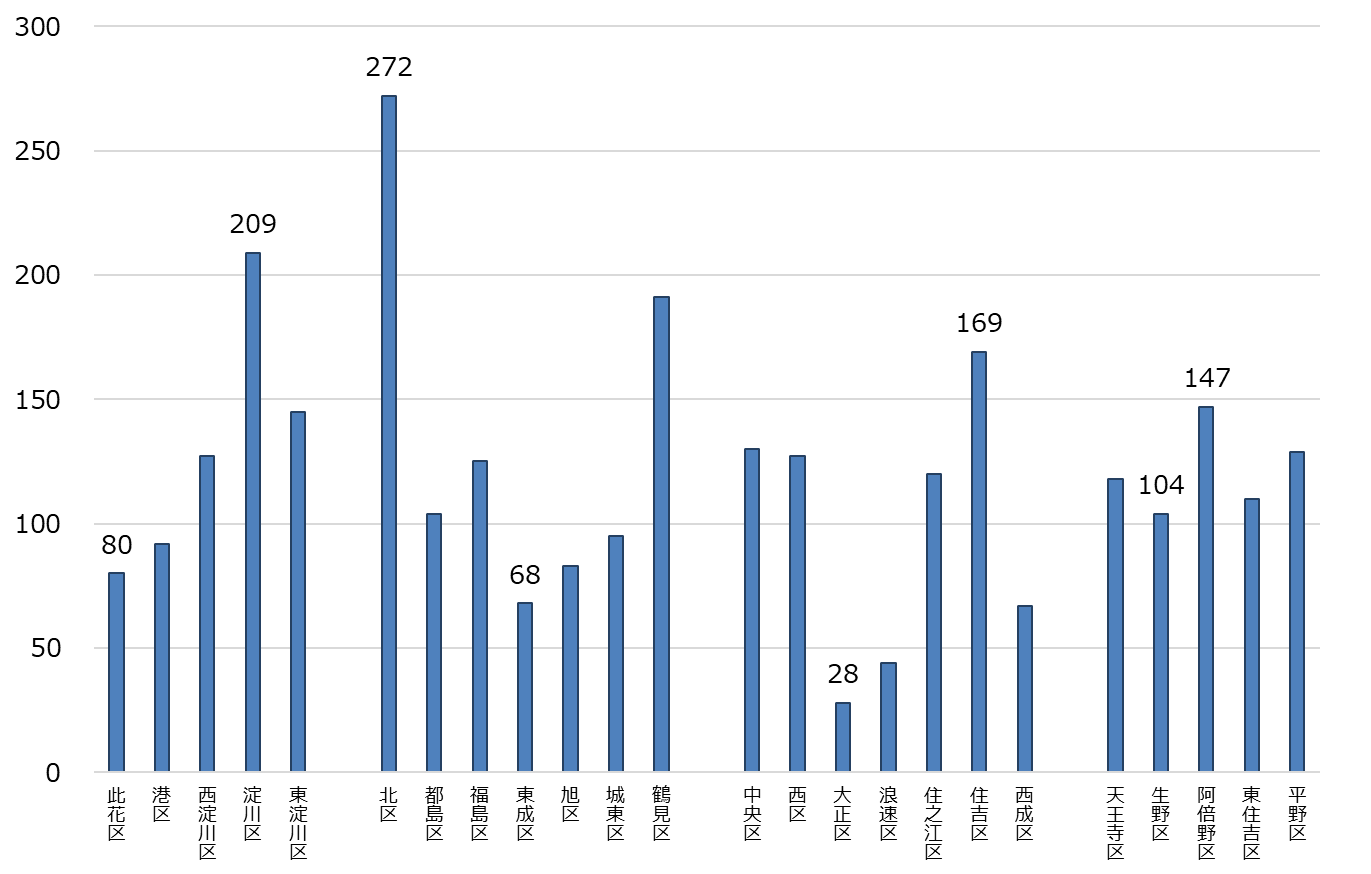 300
250
200
150
100
50
0
80
209
272
68
28
169
104
147
此花区
港区
西淀川区
淀川区
東淀川区
北区
都島区
福島区
東成区
旭区
城東区
鶴見区
中央区
西区
大正区
浪速区
住之江区
住吉区
西成区
天王寺区
生野区
阿倍野区
東住吉区
平野区